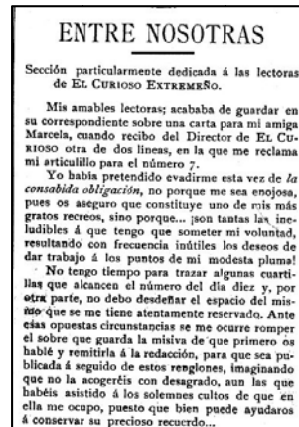 ENTRE NOSOTRAS
Sección particularmente dedicada á las lectoras
de EL CURIOSO EXTREMEÑO.
Mis amables lectoras; acababa de guardar en
su correspondiente sobre una carta para mi amiga
Marcela, cuando recibo del Director de EL CU-
RIOSO otra de dos lineas, en la que me reclama
mi articulillo para el número 7.
Yo habia pretendido evadirme esta vez de la
consabida obligación, no porque me sea enojosa,
pues os aseguro que constituye uno de mis más
gratos recreos, sino porque... ¡son tantas las ine-
ludibles á que tengo que someter mi voluntad,
resultando con frecuencia inútiles los deseos de
dar trabajo á los puntos de mi modesta pluma!
No tengo tiempo para trazar algunas cuarti-
llas que alcancen el número del día diez y, por
otra parte, no debo desdeñar el espacio del mis-
mo que se me tiene atentamente reservado. Ante
esas opuestas circunstancias se me ocurre romper
el sobre que guarda la misiva de que primero os
hablé y remitirla á la redacción, para que sea pu-
blicada á seguido de estos renglones, imaginando
que no la acogeréis con desagrado, aun las que
habéis asistido á los solemnes cultos de que en
ella me ocupo, puesto que bien puede ayudaros
á conservar su precioso recuerdo...